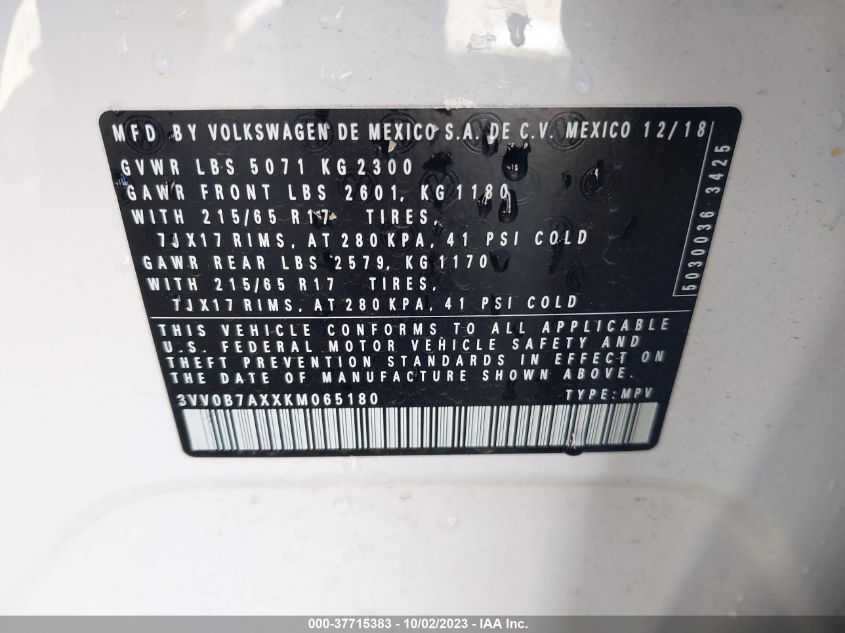 MFD BY VOLKSWAGEN DE MEXICO S.A. DE C.V. MEXICO 12/18
GVWR LBS 5071 KG 2300
GAWR FRONT LBS 2601, KG 1180
WITH 215/65 R17 TIRES,
7JX17 RIMS, AT 280 KPA, 41 PSI COLD
GAWR REAR LBS 2579, KG 1170
WITH 215/65 R17 TIRES,
7JX17 RIMS, AT 280 KPA, 41 PSI COLD
5030036 3425
THIS VEHICLE CONFORMS TO ALL APPLICABLE
U.S. FEDERAL MOTOR VEHICLE SAFETY AND
THEFT PREVENTION STANDARDS IN EFFECT ON
THE DATE OF MANUFACTURE SHOWN ABOVE.
3VV0B7AXXKM065180 TYPE: MPV
000-37715383 - 10/02/2023 - IAA Inc.